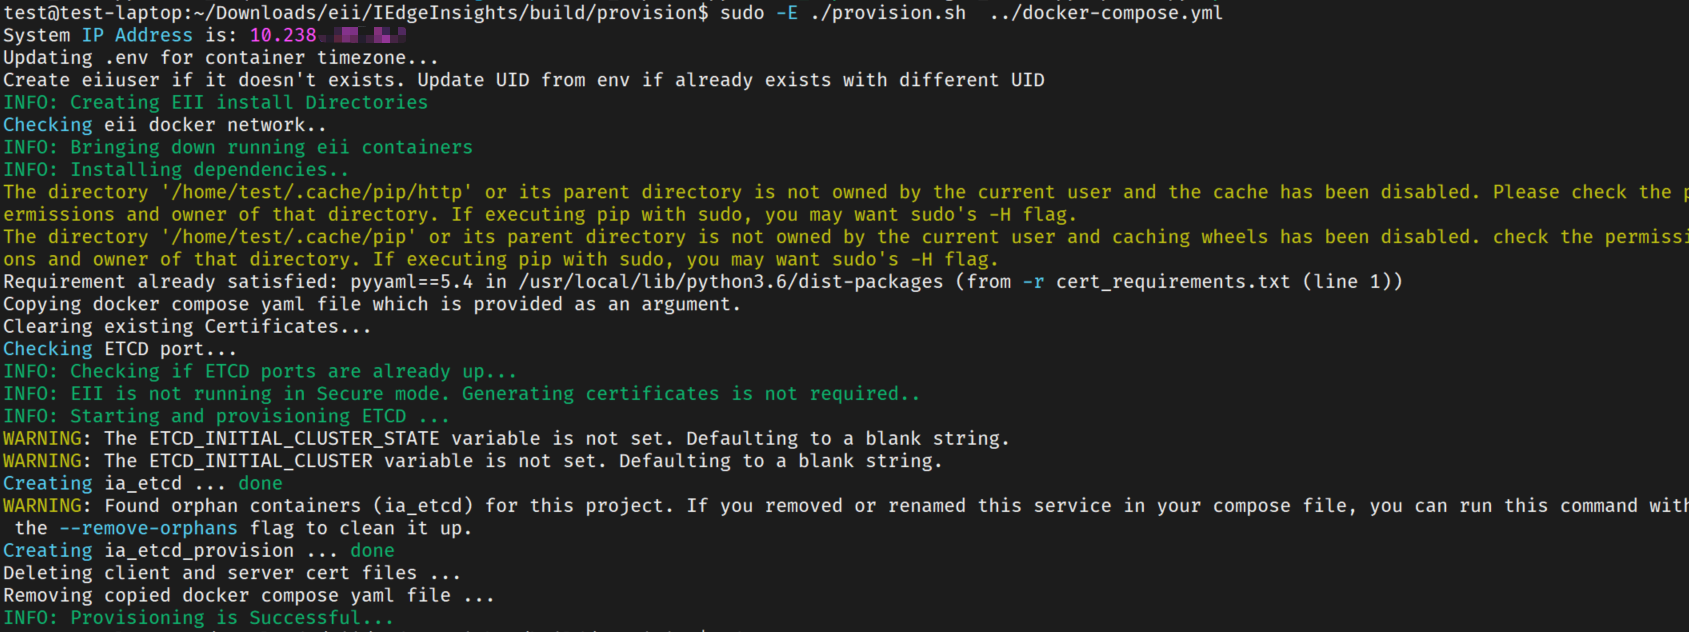 test@test-laptop:~/Downloads/eii/IEdgeInsights/build/provision$ sudo -E ./provision.sh  ../docker-compose.yml
System IP Address is: 10.238
Updating .env for container timezone...
Create eiiuser if it doesn't exists. Update UID from env if already exists with different UID
INFO: Creating EII install Directories
Checking eii docker network..
INFO: Bringing down running eii containers
INFO: Installing dependencies..
The directory '/home/test/.cache/pip/http' or its parent directory is not owned by the current user and the cache has been disabled. Please check the p
ermissions and owner of that directory. If executing pip with sudo, you may want sudo's -H flag.
The directory '/home/test/.cache/pip' or its parent directory is not owned by the current user and caching wheels has been disabled. check the permissi
ons and owner of that directory. If executing pip with sudo, you may want sudo's -H flag.
Requirement already satisfied: pyyaml==5.4 in /usr/local/lib/python3.6/dist-packages (from -r cert_requirements.txt (line 1))
Copying docker compose yaml file which is provided as an argument.
Clearing existing Certificates...
Checking ETCD port...
INFO: Checking if ETCD ports are already up...
INFO: EII is not running in Secure mode. Generating certificates is not required..
INFO: Starting and provisioning ETCD ...
WARNING: The ETCD_INITIAL_CLUSTER_STATE variable is not set. Defaulting to a blank string.
WARNING: The ETCD_INITIAL_CLUSTER variable is not set. Defaulting to a blank string.
Creating ia_etcd ... done
WARNING: Found orphan containers (ia_etcd) for this project. If you removed or renamed this service in your compose file, you can run this command with
 the --remove-orphans flag to clean it up.
Creating ia_etcd_provision ... done
Deleting client and server cert files ...
Removing copied docker compose yaml file ...
INFO: Provisioning is Successful...